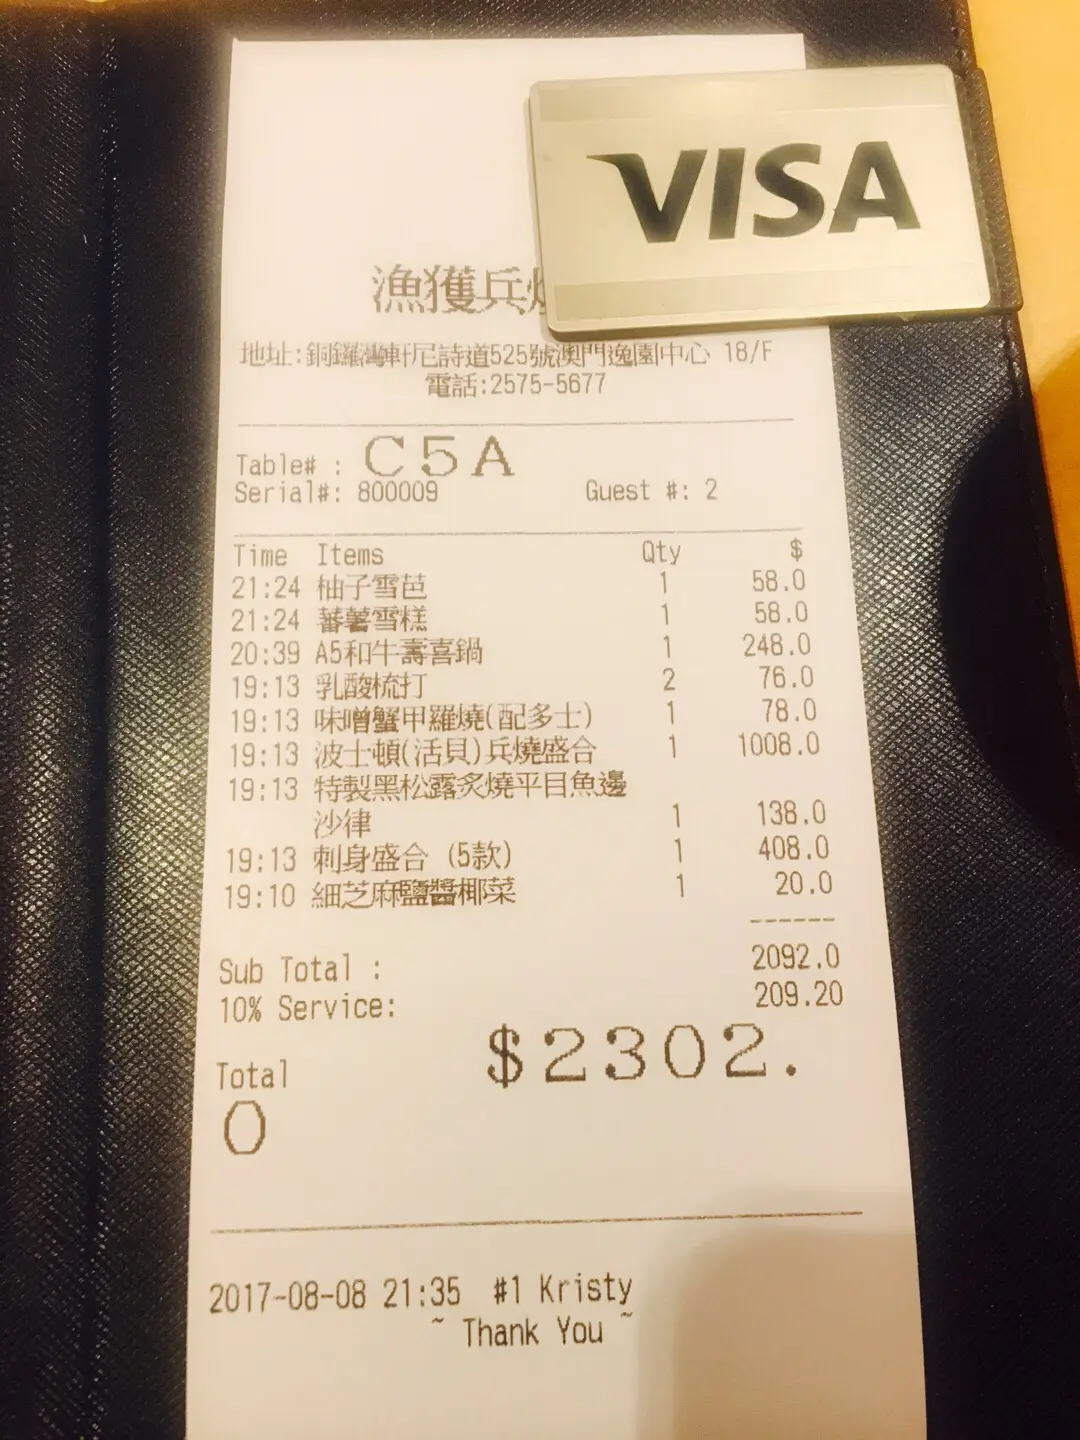 VISA
漁獲兵燒
地址:銅鑼灣軒尼詩道525號澳門逸園中心 18/F
電話:2575-5677
Table# : C5A
Serial#: 800009 Guest #: 2
Time Items Qty $
21:24 柚子雪芭 1 58.0
21:24 蕃薯雪糕 1 58.0
20:39 A5和牛壽喜鍋 1 248.0
19:13 乳酸梳打 2 76.0
19:13 味噌蟹甲羅燒(配多士) 1 78.0
19:13 波士頓(活貝)兵燒盛合 1 1008.0
19:13 特製黑松露炙燒平目魚邊
沙律 1 138.0
19:13 刺身盛合 (5款) 1 408.0
19:10 細芝麻鹽醬椰菜 1 20.0
------
Sub Total : 2092.0
10% Service: 209.20
Total $2302.
0
2017-08-08 21:35 #1 Kristy
~ Thank You ~